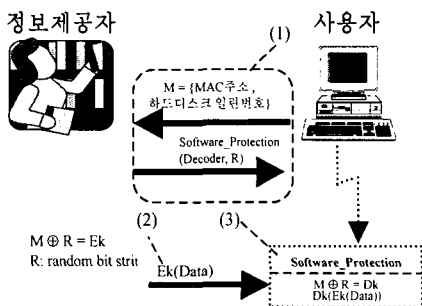 정보제공자
사용자
(1)
M = {MAC주소,
하드디스크 일련번호}
Software_Protection
(Decoder, R)
M ⊕ R = Ek
R: random bit strit
(2)
Ek(Data)
(3)
Software_Protection
M ⊕ R = Dk
Dk(Ek(Data))